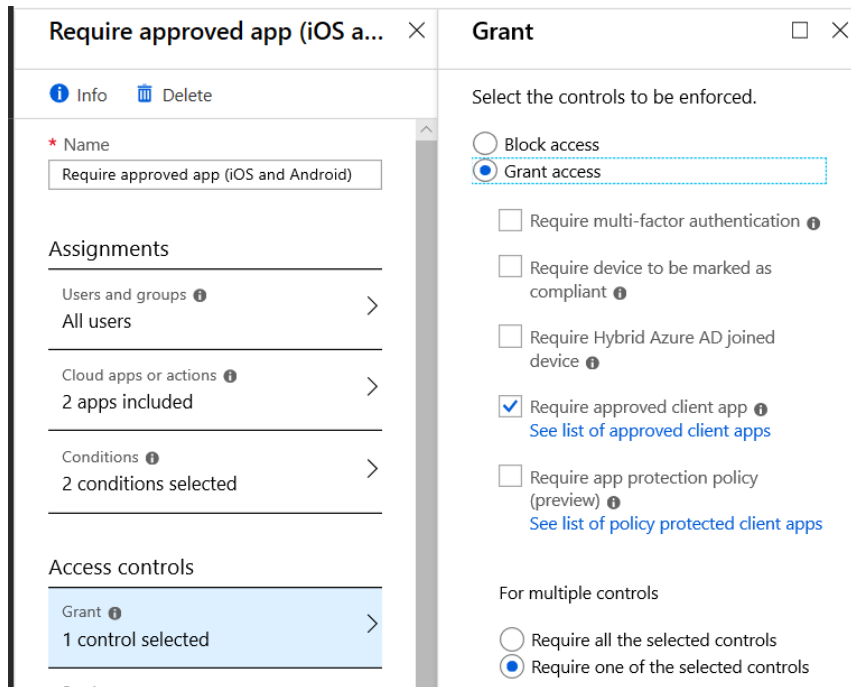 Require approved app (iOS a...
Info
Delete
* Name
Require approved app (iOS and Android)
Assignments
Users and groups
All users
Cloud apps or actions
2 apps included
Conditions
2 conditions selected
Access controls
Grant
1 control selected
Grant
Select the controls to be enforced.
Block access
Grant access
Require multi-factor authentication
Require device to be marked as
compliant
Require Hybrid Azure AD joined
device
Require approved client app
See list of approved client apps
Require app protection policy
(preview)
See list of policy protected client apps
For multiple controls
Require all the selected controls
Require one of the selected controls